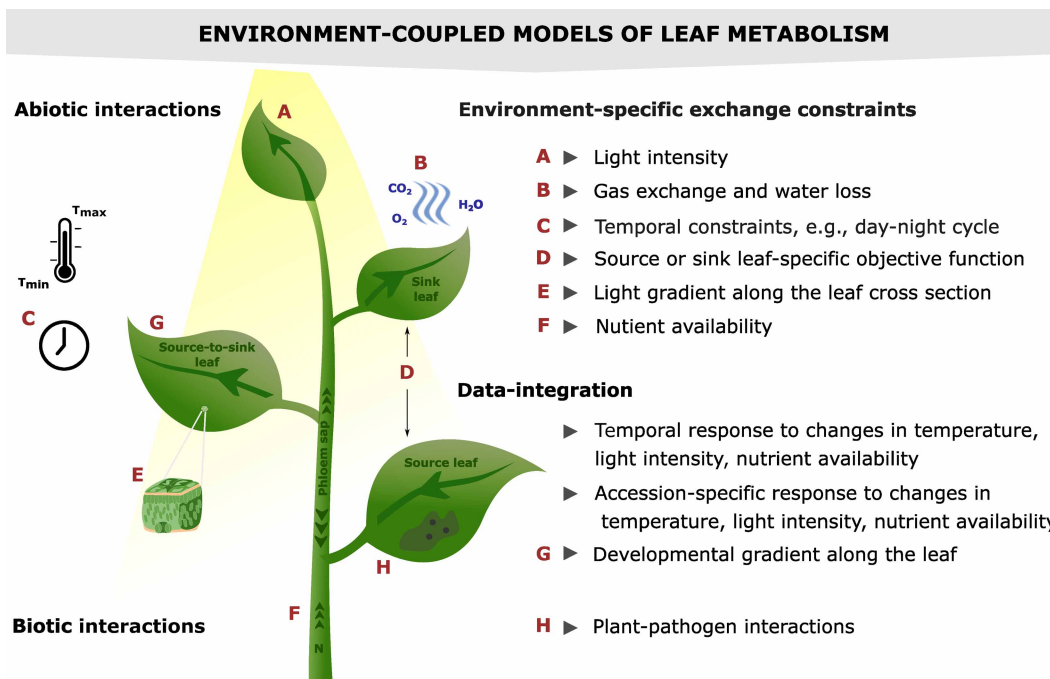 ENVIRONMENT-COUPLED MODELS OF LEAF METABOLISM
Abiotic interactions
A
B
CO2
H2O
O2
Tmax
Tmin
C
Sink
leaf
G
Source-to-sink
leaf
D
E
Phloem sap
Source leaf
H
F
N
Biotic interactions
Environment-specific exchange constraints
A ▶ Light intensity
B ▶ Gas exchange and water loss
C ▶ Temporal constraints, e.g., day-night cycle
D ▶ Source or sink leaf-specific objective function
E ▶ Light gradient along the leaf cross section
F ▶ Nutient availability
Data-integration
▶ Temporal response to changes in temperature,
light intensity, nutrient availability
▶ Accession-specific response to changes in
temperature, light intensity, nutrient availability
G ▶ Developmental gradient along the leaf
H ▶ Plant-pathogen interactions